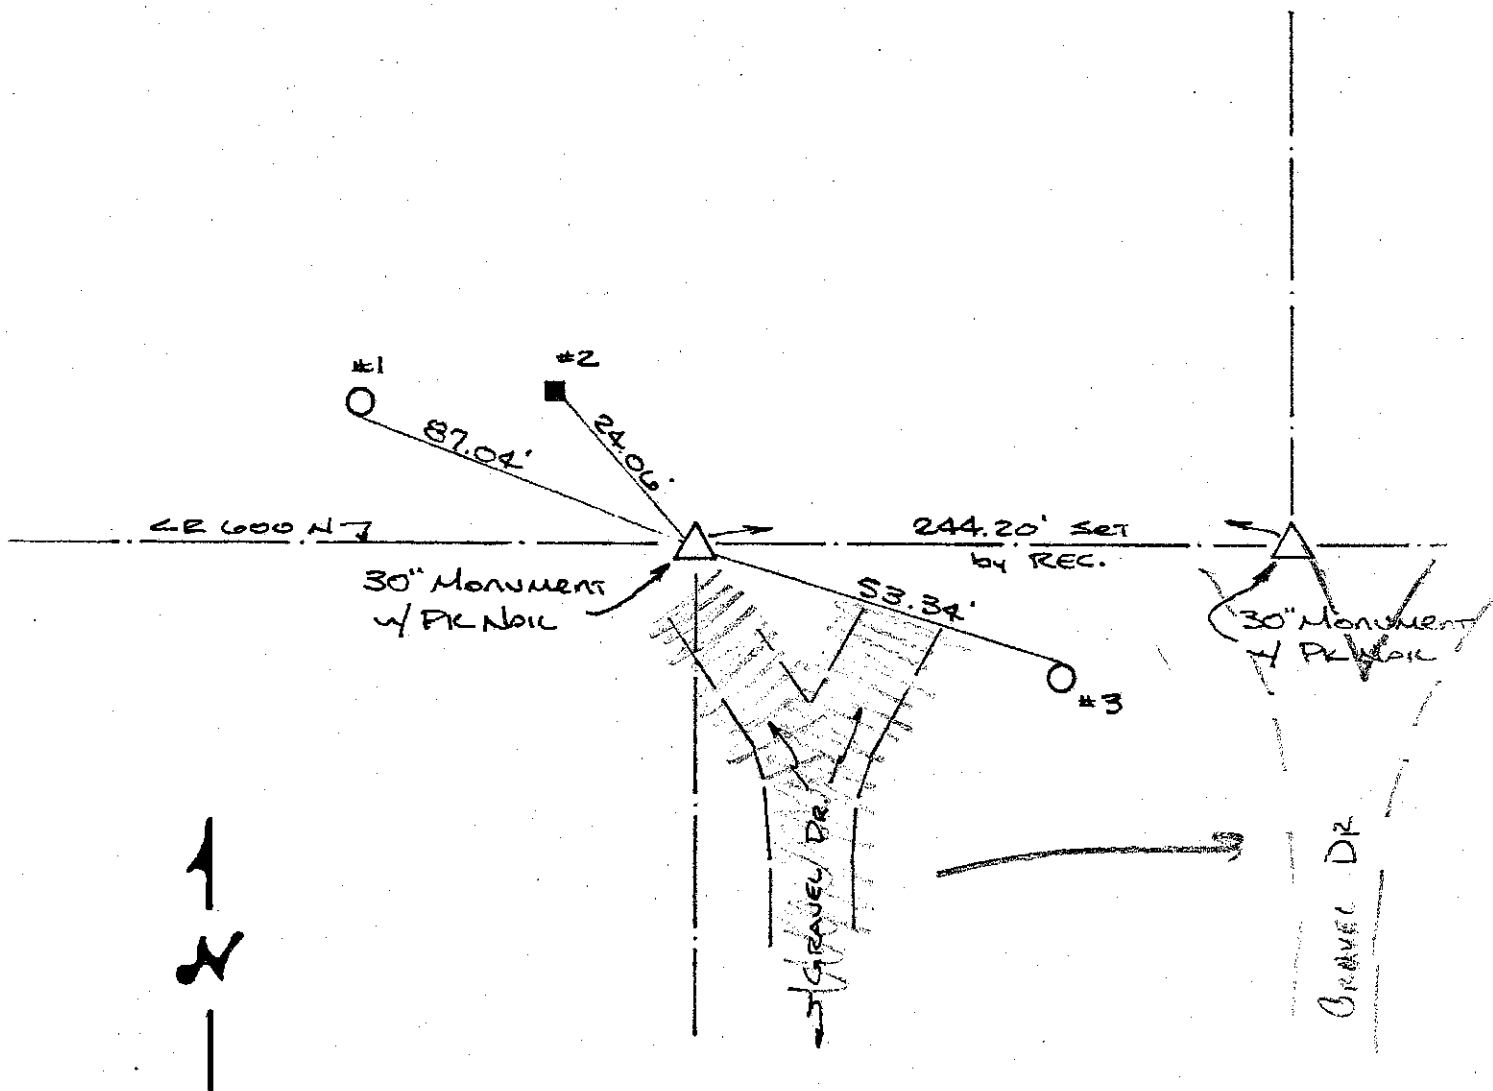 #1
#2
87.04'
24.06'
CR 600 N
244.20' SET
by REC.
30" Monument
w/ PK Nail
53.34'
30" Monument
w/ PK Nail
#3
GRAVEL DR.
GRAVEL DR
N